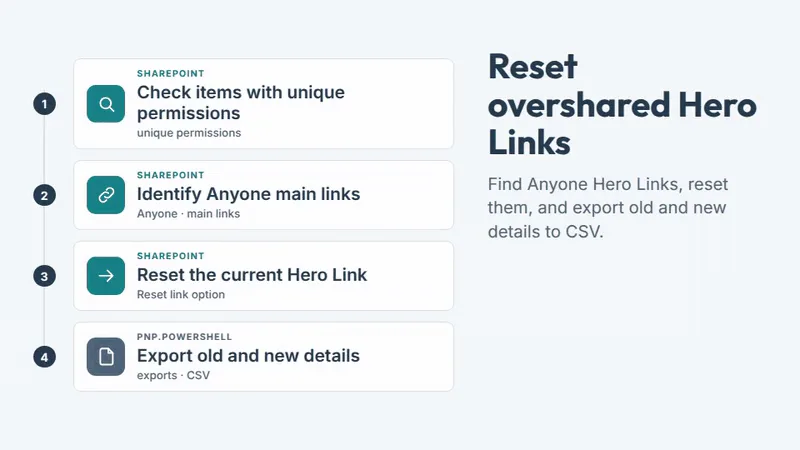 1
SHAREPOINT
Check items with unique
permissions
unique permissions
2
SHAREPOINT
Identify Anyone main links
Anyone · main links
3
SHAREPOINT
Reset the current Hero Link
Reset link option
4
PNP.POWERSHELL
Export old and new details
exports · CSV
Reset
overshared Hero
Links
Find Anyone Hero Links, reset
them, and export old and new
details to CSV.